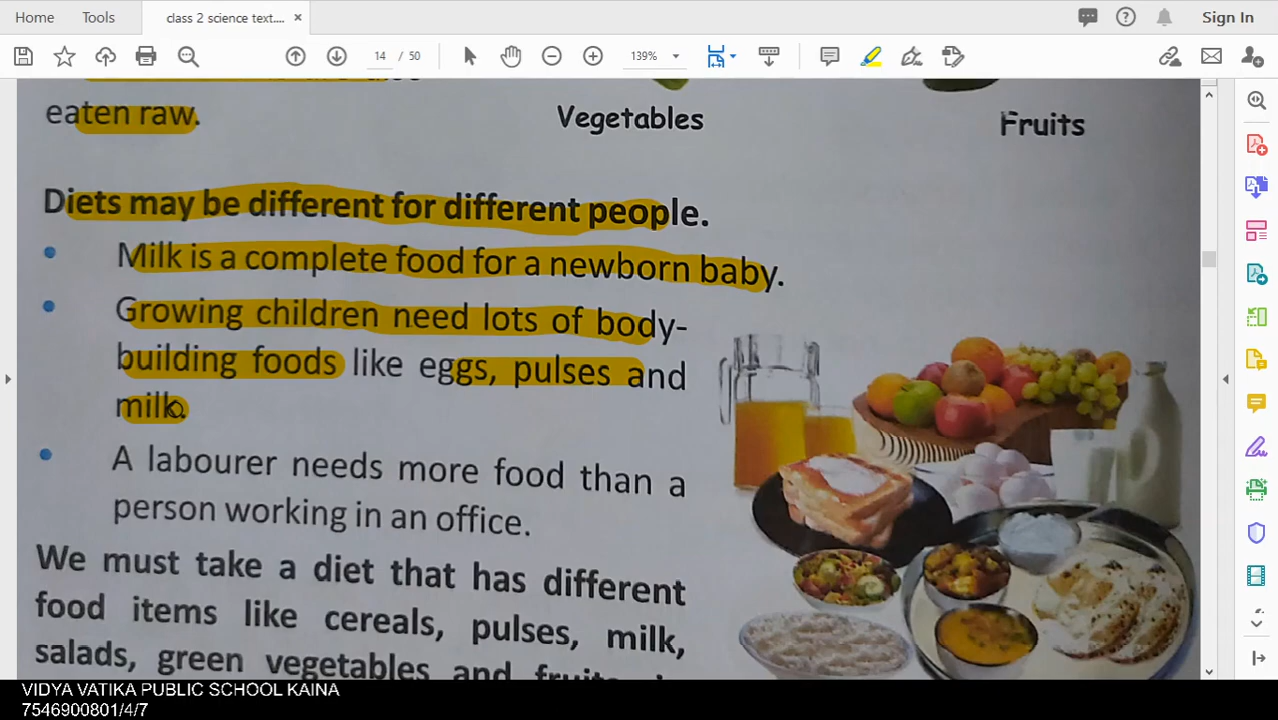 Home
Tools
class 2 science text.... ×
Sign In
14 / 50
139%
eaten raw.
Vegetables
Fruits
Diets may be different for different people.
Milk is a complete food for a newborn baby.
Growing children need lots of body-
building foods like eggs, pulses and
milk.
A labourer needs more food than a
person working in an office.
We must take a diet that has different
food items like cereals, pulses, milk,
salads, green vegetables and fruits
VIDYA VATIKA PUBLIC SCHOOL KAINA
7546900801/4/7